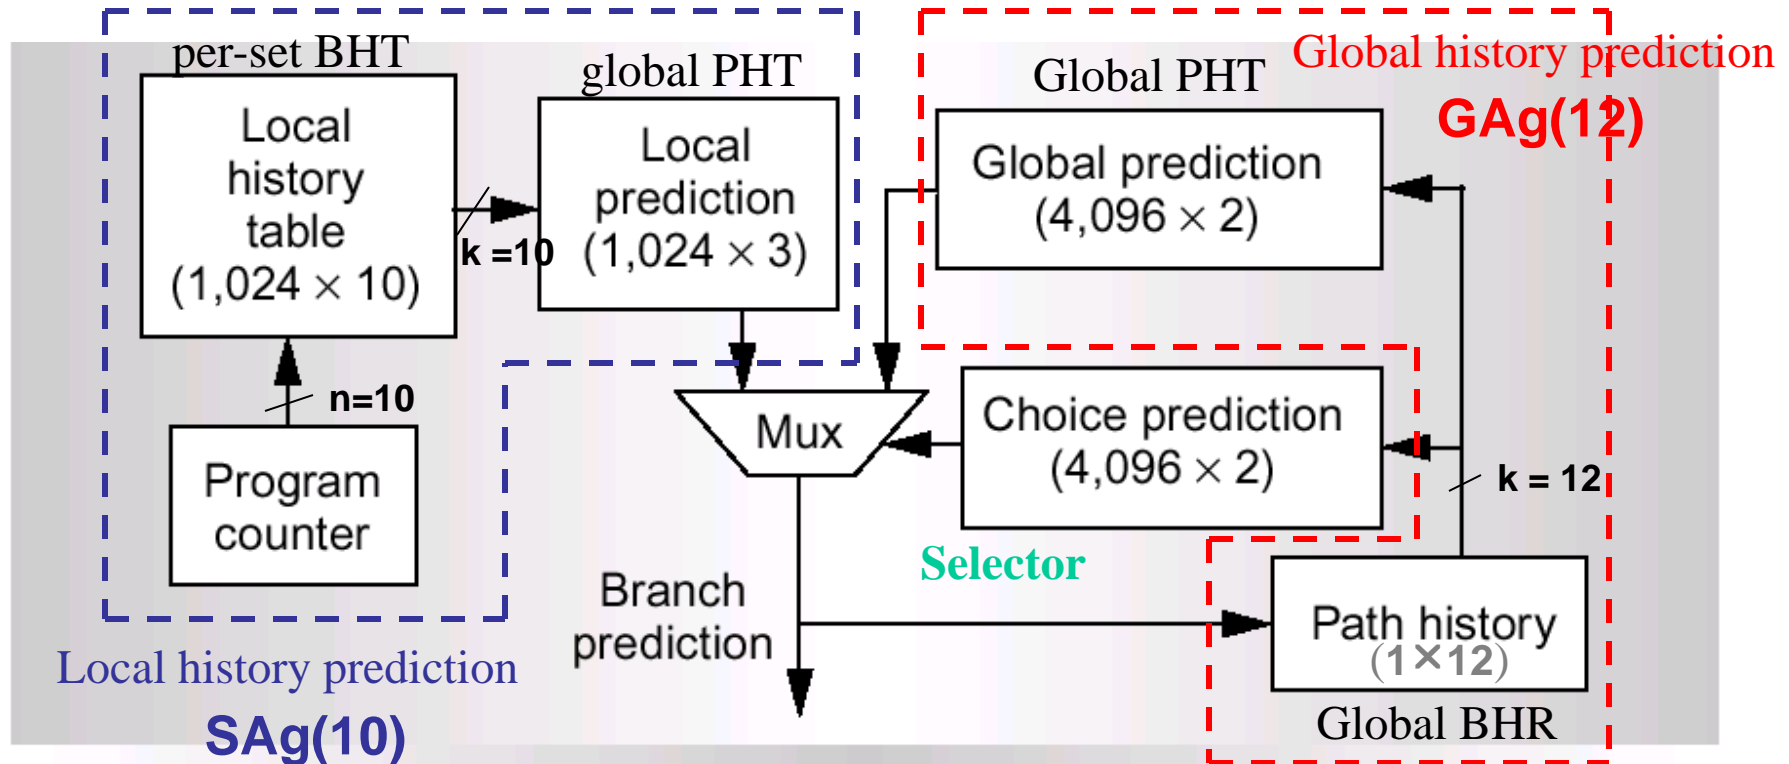 per-set BHT
Local
history
table
(1,024 × 10)
k =10
n=10
Program
counter
Local history prediction
SAg(10)
global PHT
Local
prediction
(1,024 × 3)
Mux
Branch
prediction
Global history prediction
GAg(12)
Global PHT
Global prediction
(4,096 × 2)
Choice prediction
(4,096 × 2)
Selector
k = 12
Path history
(1×12)
Global BHR